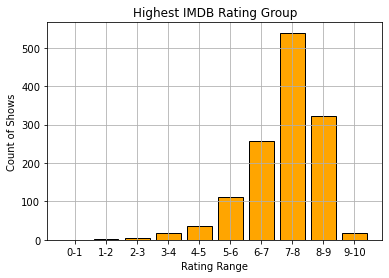 Highest IMDB Rating Group
Count of Shows
500
400
300
200
100
0
0-1 1-2 2-3 3-4 4-5 5-6 6-7 7-8 8-9 9-10
Rating Range